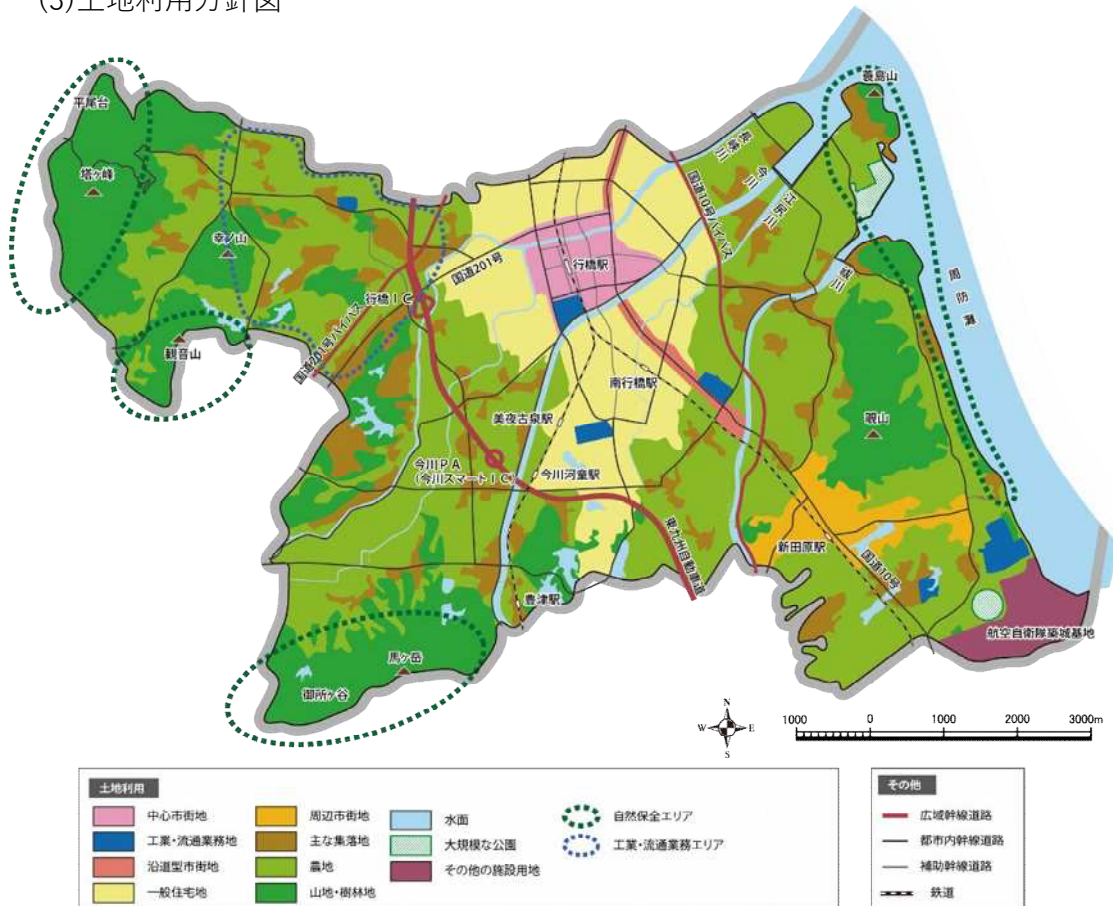 (3)土地利用方針図
平尾台
塔ヶ峰
幸ノ山
観音山
国道201号バイパス
行橋IC
国道201号
行橋駅
長峡川
今川
江尻川
祓川
国道10号バイパス
蓑島山
周防灘
覗山
南行橋駅
美夜古泉駅
今川PA
(今川スマートIC)
今川河童駅
東九州自動車道
新田原駅
国道10号
豊津駅
航空自衛隊築城基地
馬ヶ岳
御所ヶ谷
N
W
E
S
1000
0
1000
2000
3000m
土地利用
中心市街地
工業・流通業務地
沿道型市街地
一般住宅地
周辺市街地
主な集落地
農地
山地・樹林地
水面
大規模な公園
その他の施設用地
自然保全エリア
工業・流通業務エリア
その他
広域幹線道路
都市内幹線道路
補助幹線道路
鉄道